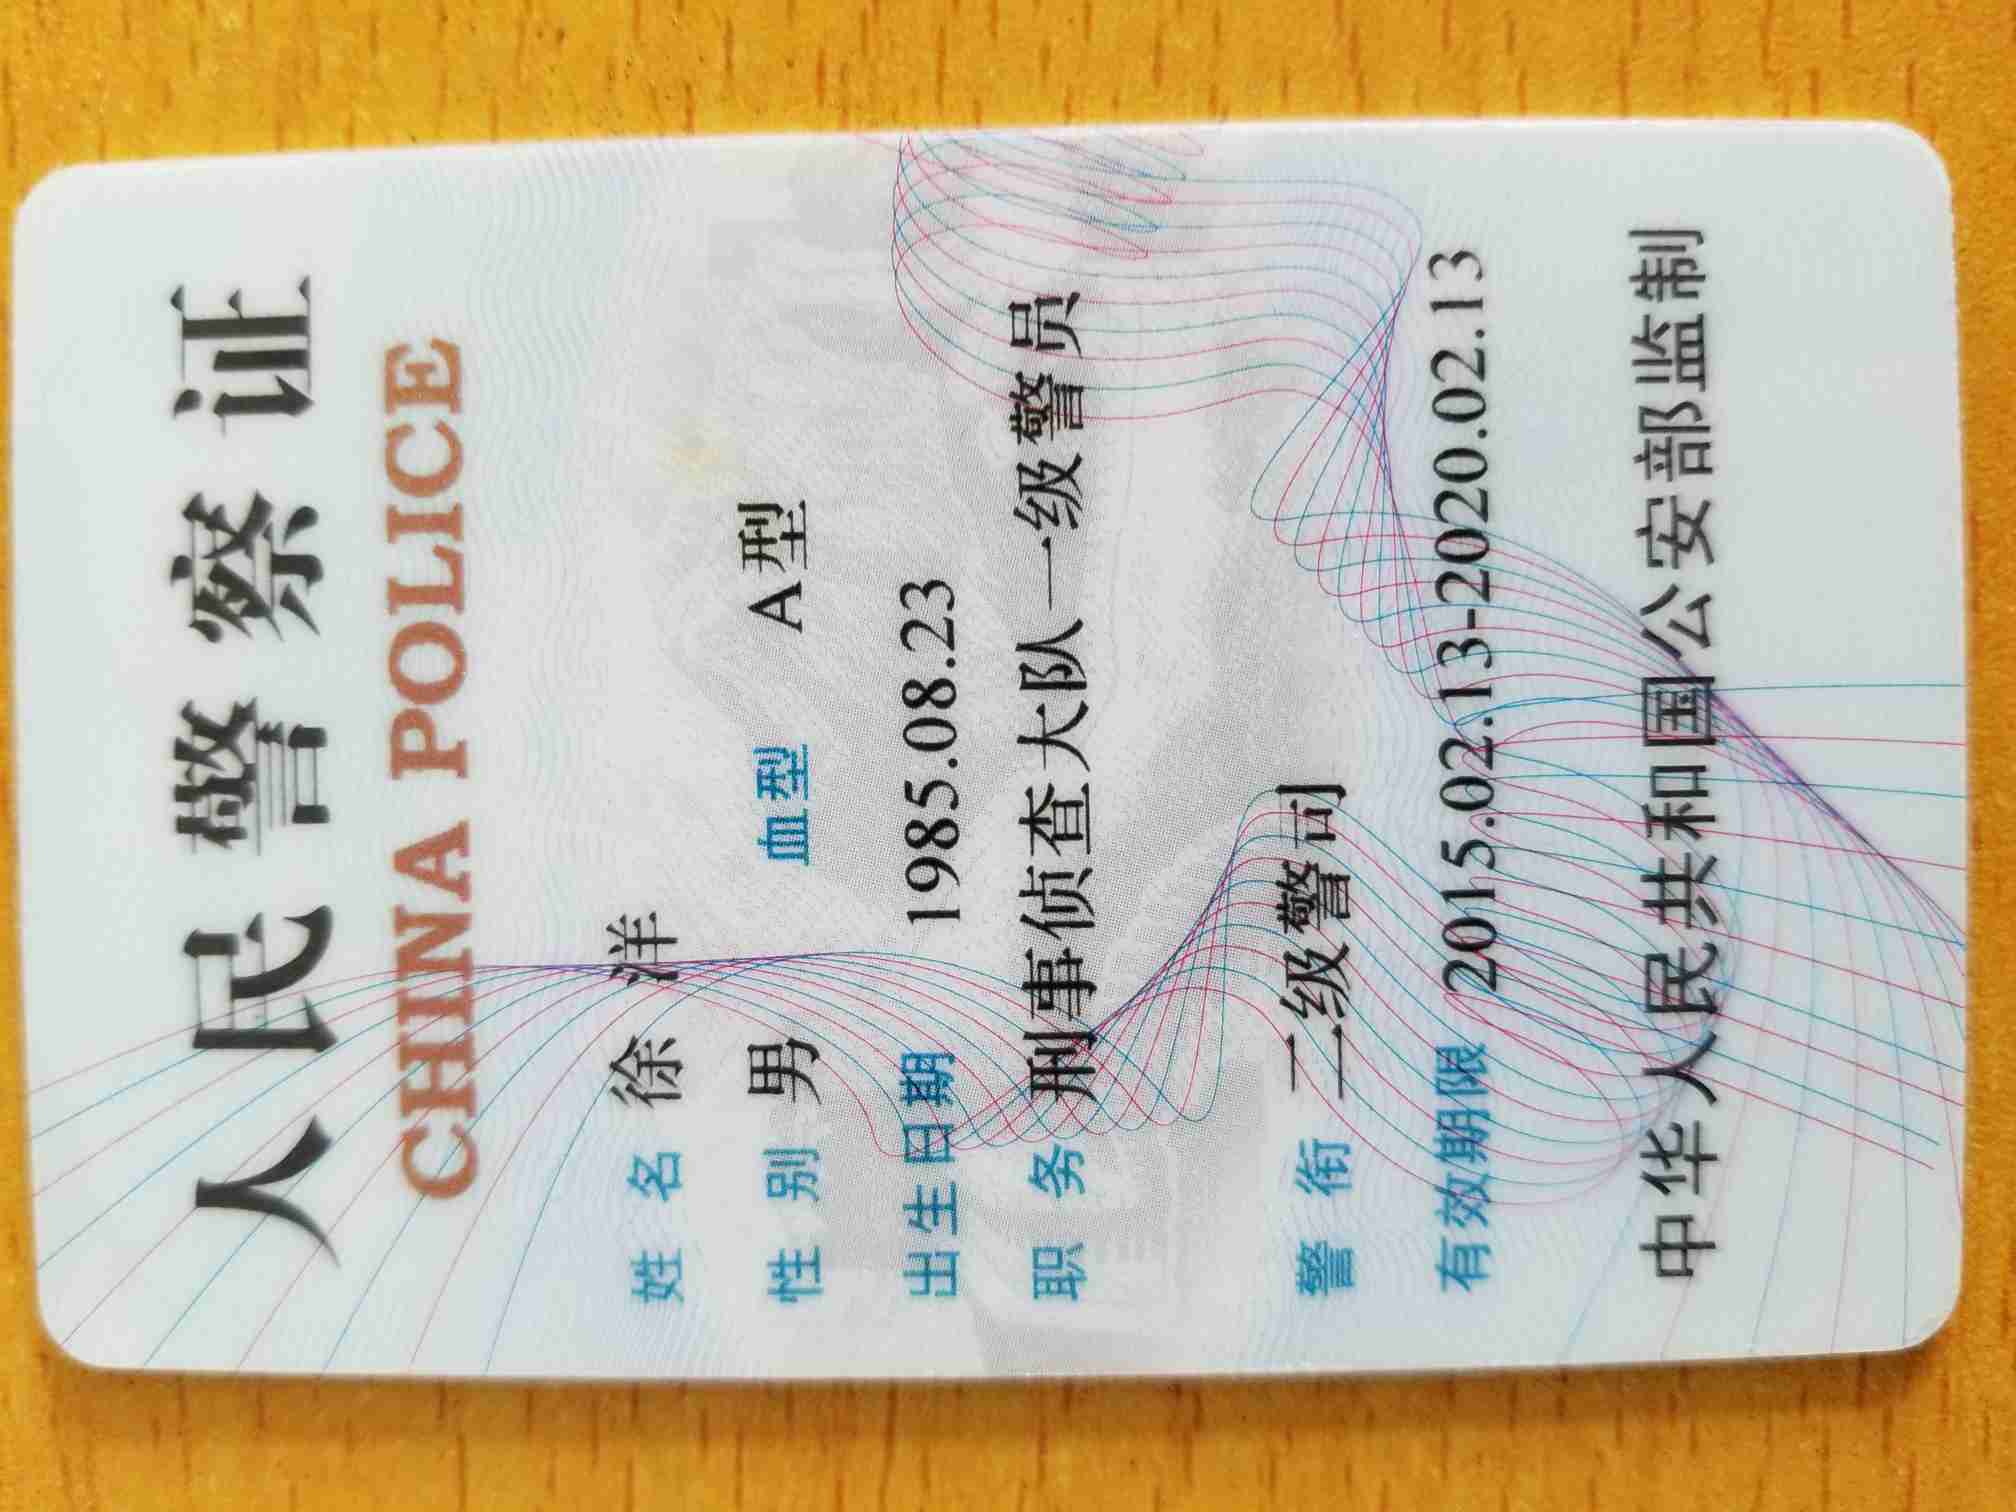 人民警察证
CHINA POLICE
姓名 徐洋
性别 男 血型 A型
出生日期 1985.08.23
职务 刑事侦查大队一级警员
警衔 二级警司
有效期限 2015.02.13-2020.02.13
中华人民共和国公安部监制